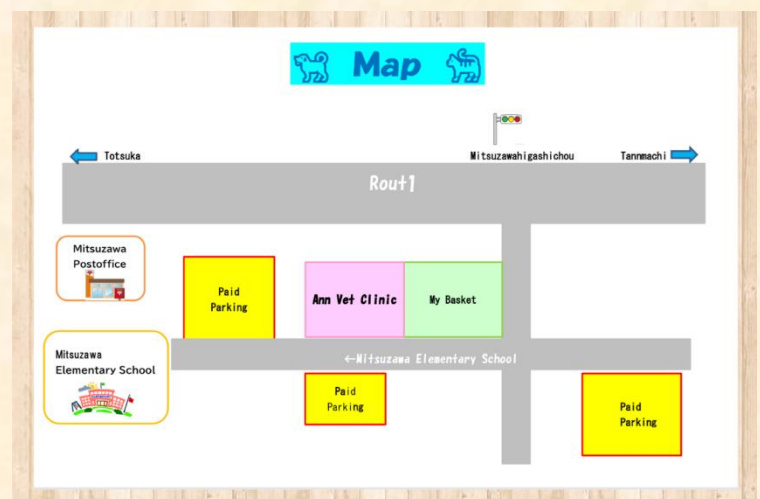 Map
Totsuka
Mitsuzawahigashichou
Tannmachi
Rout1
Mitsuzawa
Postoffice
Paid
Parking
Ann Vet Clinic
My Basket
Mitsuzawa
Elementary School
←Mitsuzawa Elementary School
Paid
Parking
Paid
Parking